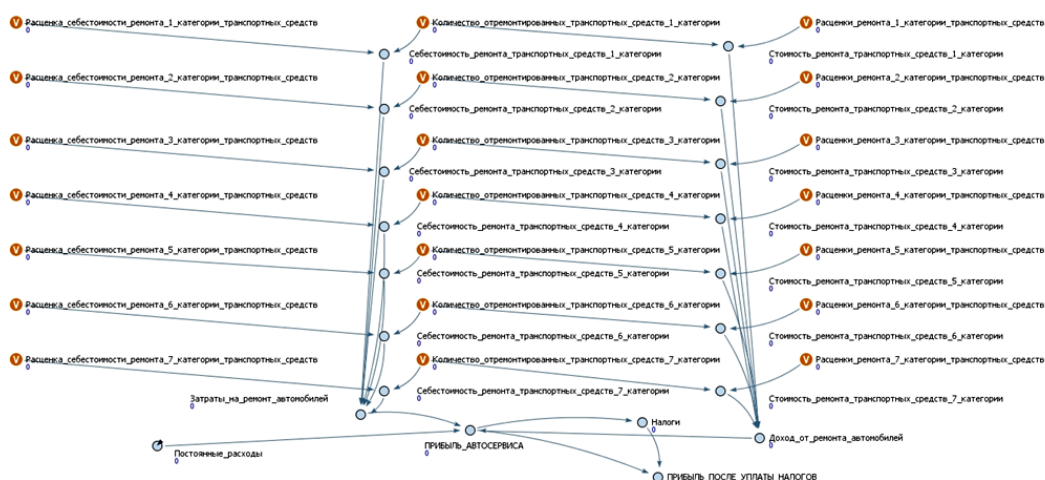 Расценка_себестоимости_ремонта_1_категории_транспортных_средств
0
Количество_отремонтированных_транспортных_средств_1_категории
0
Расценки_ремонта_1_категории_транспортных_средств
0
Себестоимость_ремонта_транспортных_средств_1_категории
0
Стоимость_ремонта_транспортных_средств_1_категории
0
Расценка_себестоимости_ремонта_2_категории_транспортных_средств
0
Количество_отремонтированных_транспортных_средств_2_категории
0
Расценки_ремонта_2_категории_транспортных_средств
0
Себестоимость_ремонта_транспортных_средств_2_категории
0
Стоимость_ремонта_транспортных_средств_2_категории
0
Расценка_себестоимости_ремонта_3_категории_транспортных_средств
0
Количество_отремонтированных_транспортных_средств_3_категории
0
Расценки_ремонта_3_категории_транспортных_средств
0
Себестоимость_ремонта_транспортных_средств_3_категории
0
Стоимость_ремонта_транспортных_средств_3_категории
0
Расценка_себестоимости_ремонта_4_категории_транспортных_средств
0
Количество_отремонтированных_транспортных_средств_4_категории
0
Расценки_ремонта_4_категории_транспортных_средств
0
Себестоимость_ремонта_транспортных_средств_4_категории
0
Стоимость_ремонта_транспортных_средств_4_категории
0
Расценка_себестоимости_ремонта_5_категории_транспортных_средств
0
Количество_отремонтированных_транспортных_средств_5_категории
0
Расценки_ремонта_5_категории_транспортных_средств
0
Себестоимость_ремонта_транспортных_средств_5_категории
0
Стоимость_ремонта_транспортных_средств_5_категории
0
Расценка_себестоимости_ремонта_6_категории_транспортных_средств
0
Количество_отремонтированных_транспортных_средств_6_категории
0
Расценки_ремонта_6_категории_транспортных_средств
0
Себестоимость_ремонта_транспортных_средств_6_категории
0
Стоимость_ремонта_транспортных_средств_6_категории
0
Расценка_себестоимости_ремонта_7_категории_транспортных_средств
0
Количество_отремонтированных_транспортных_средств_7_категории
0
Расценки_ремонта_7_категории_транспортных_средств
0
Себестоимость_ремонта_транспортных_средств_7_категории
0
Стоимость_ремонта_транспортных_средств_7_категории
0
Затраты_на_ремонт_автомобилей
0
Налоги
0
Доход_от_ремонта_автомобилей
0
ПРИБЫЛЬ_АВТОСЕРВИСА
0
Постоянные_расходы
0
ПРИБЫЛЬ_ПОСЛЕ_УПЛАТЫ_НАЛОГОВ